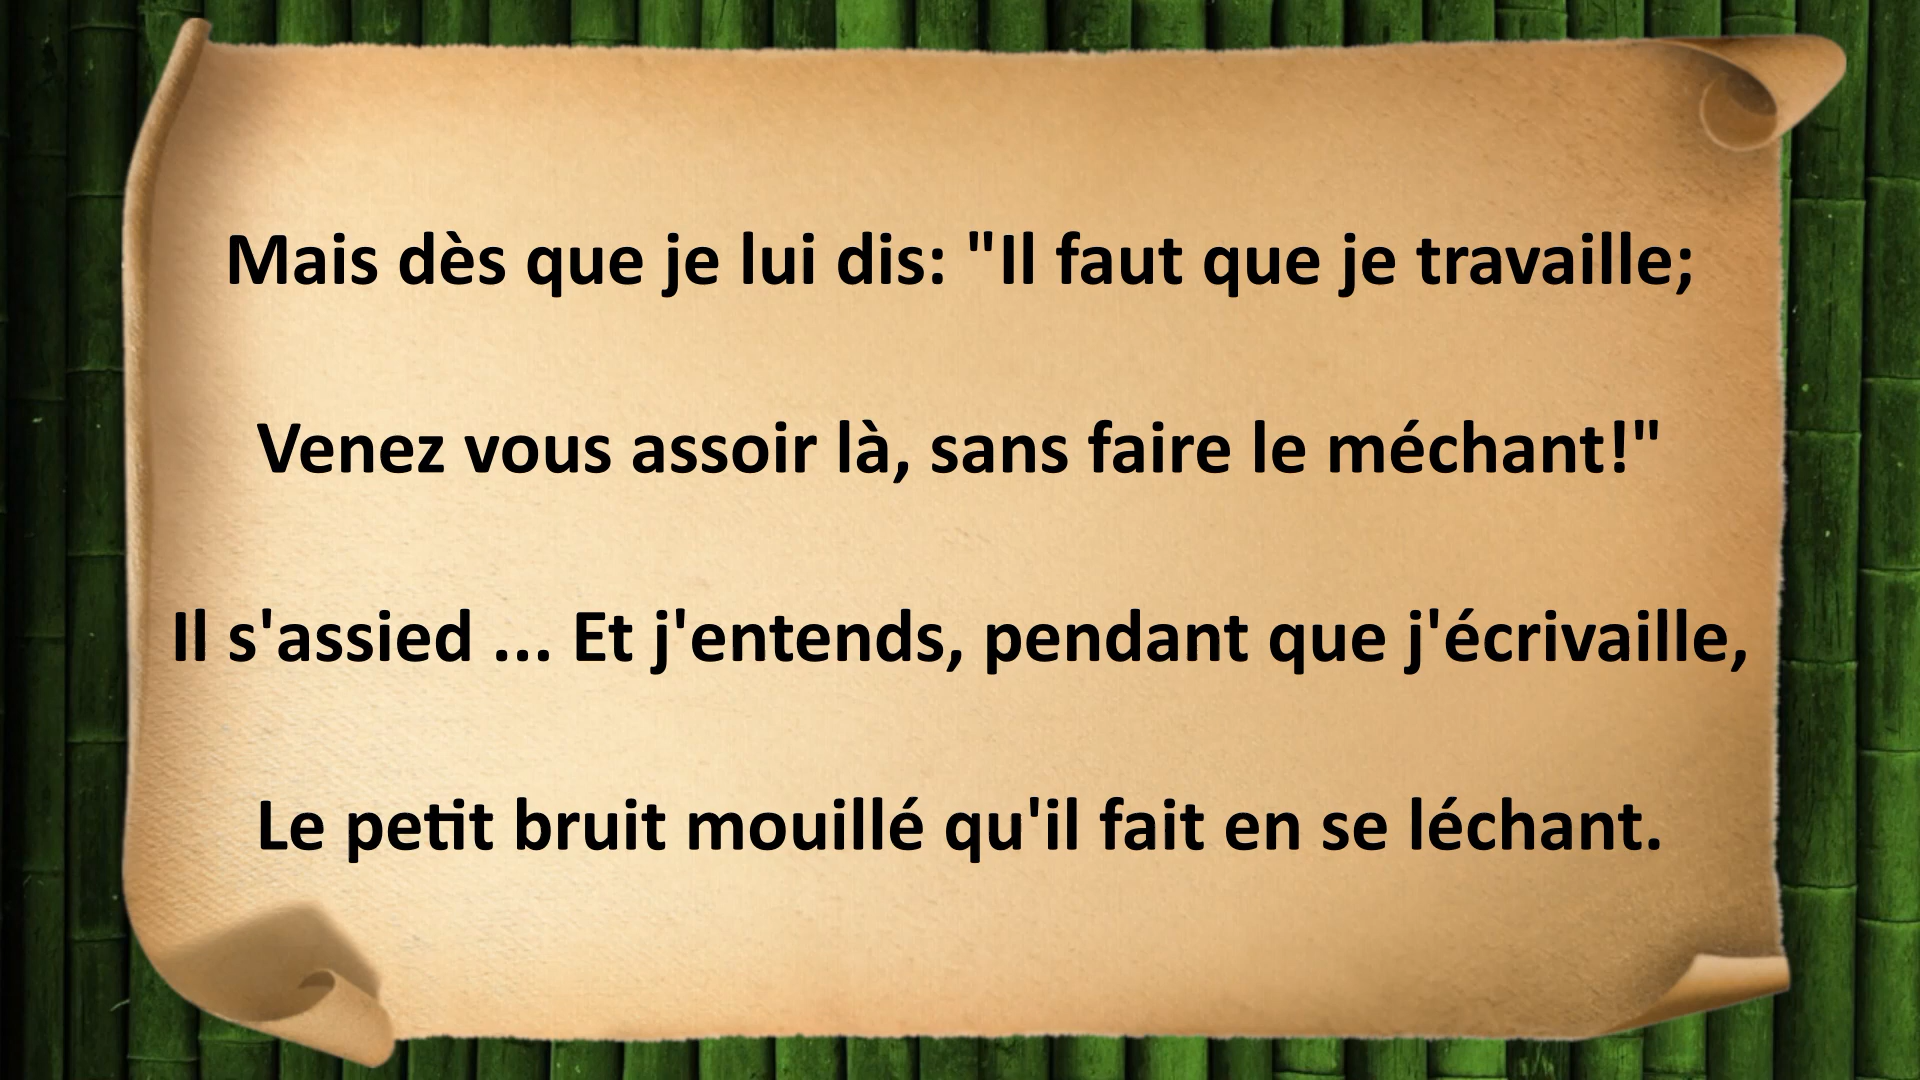 Mais dès que je lui dis: "Il faut que je travaille;
Venez vous assoir là, sans faire le méchant!"
Il s'assied ... Et j'entends, pendant que j'écrivaille,
Le petit bruit mouillé qu'il fait en se léchant.